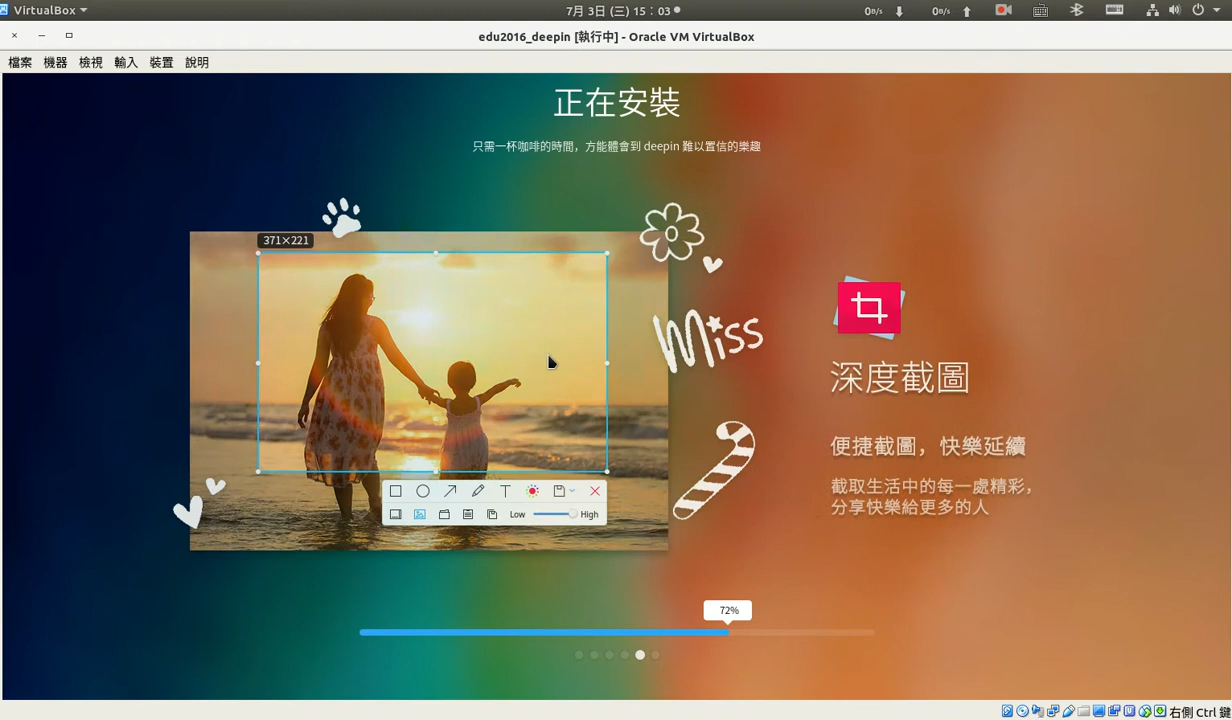 VirtualBox
7月 3日 (三) 15：03
0B/s
0B/s
edu2016_deepin [執行中] - Oracle VM VirtualBox
檔案 機器 檢視 輸入 裝置 說明
正在安裝
只需一杯咖啡的時間，方能體會到 deepin 難以置信的樂趣
371×221
Miss
T
Low High
深度截圖
便捷截圖，快樂延續
截取生活中的每一處精彩，
分享快樂給更多的人
72%
右側 Ctrl 鍵